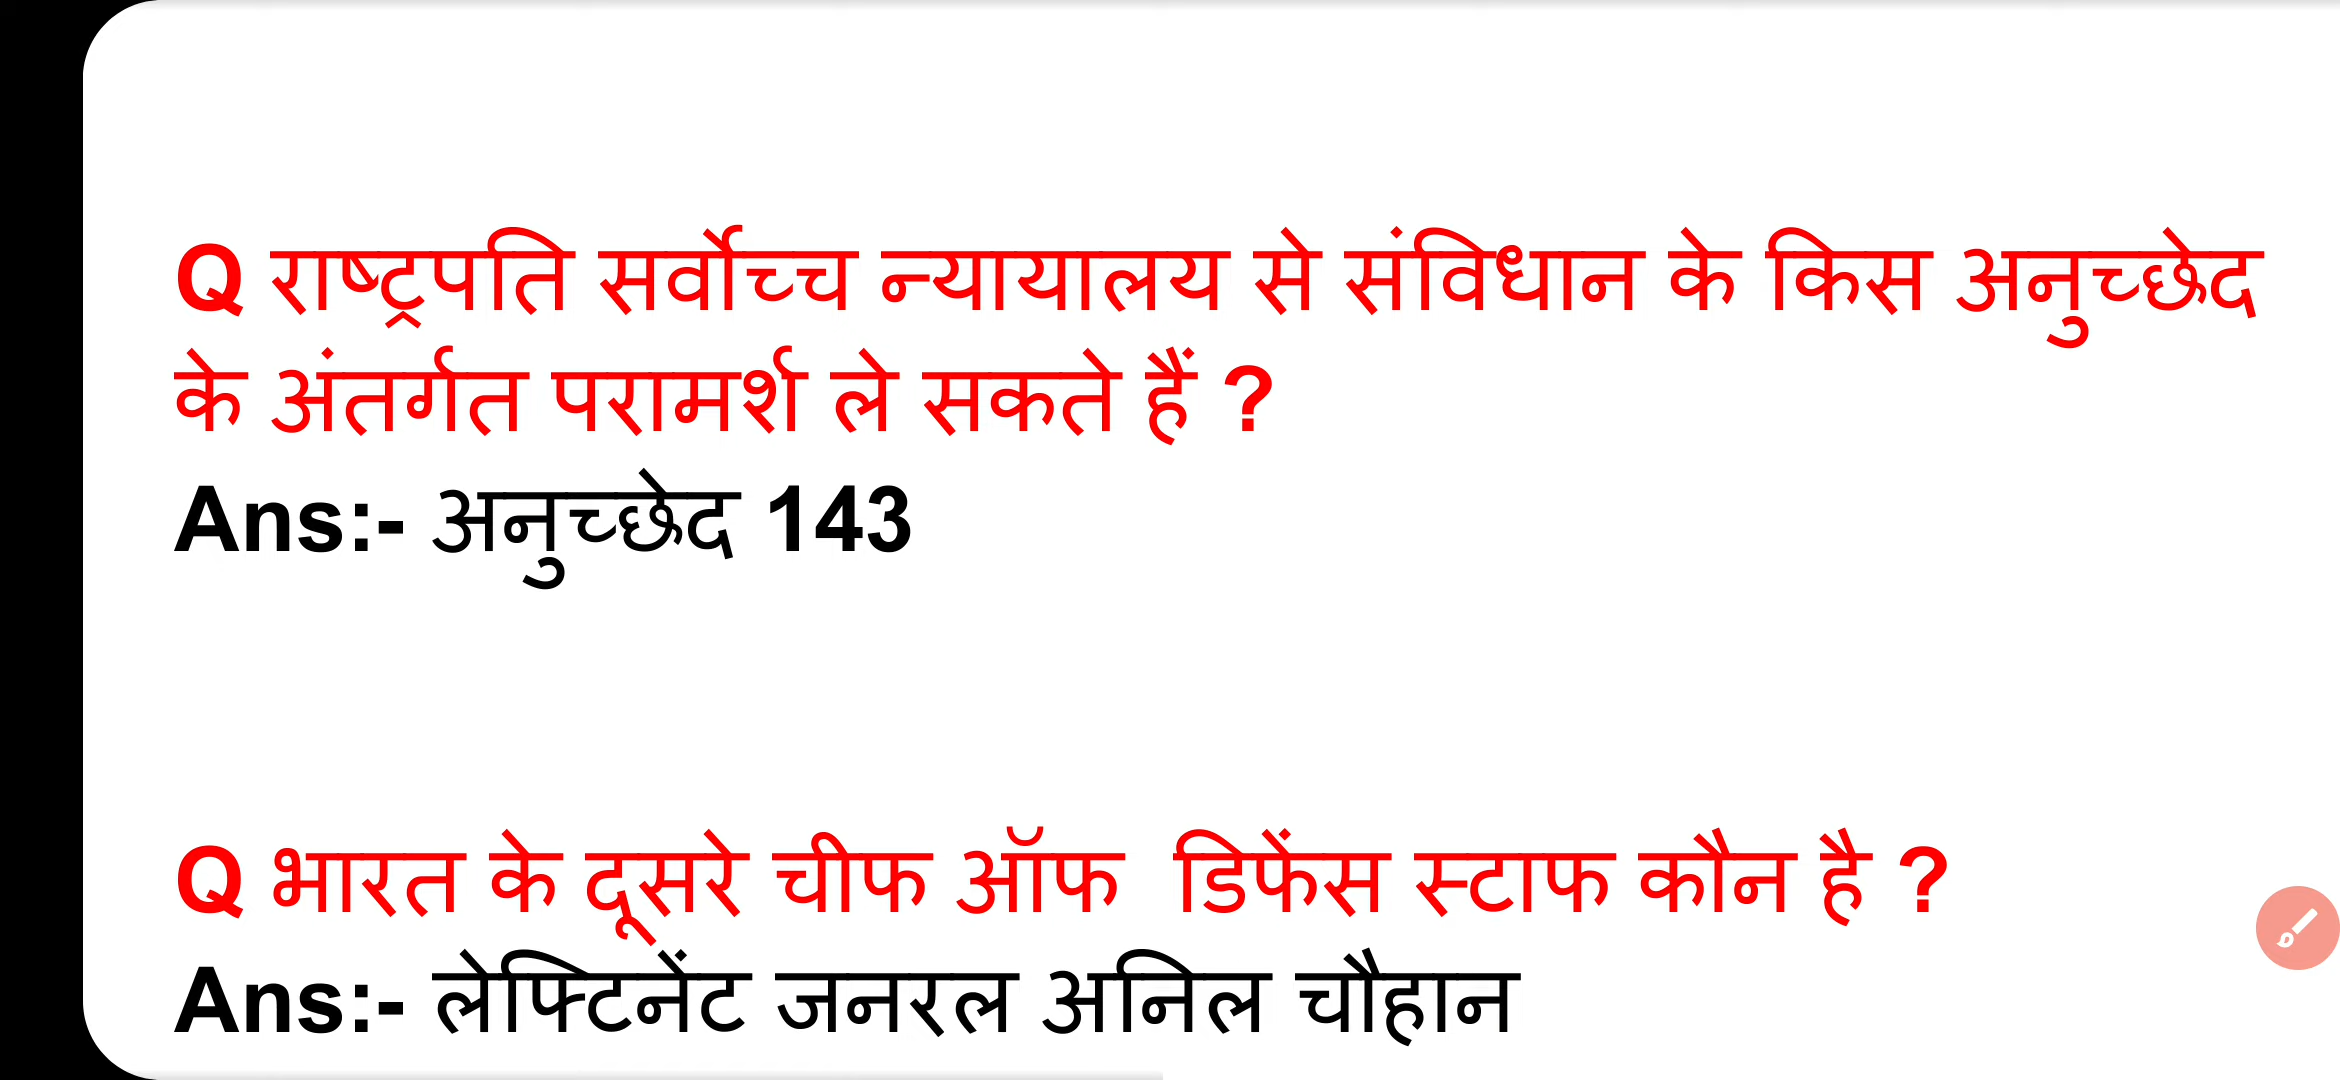 Q राष्ट्रपति सर्वोच्च न्यायालय से संविधान के किस अनुच्छेद
के अंतर्गत परामर्श ले सकते हैं ?
Ans:- अनुच्छेद 143
Q भारत के दूसरे चीफ ऑफ डिफेंस स्टाफ कौन है ?
Ans:- लेफ्टिनेंट जनरल अनिल चौहान